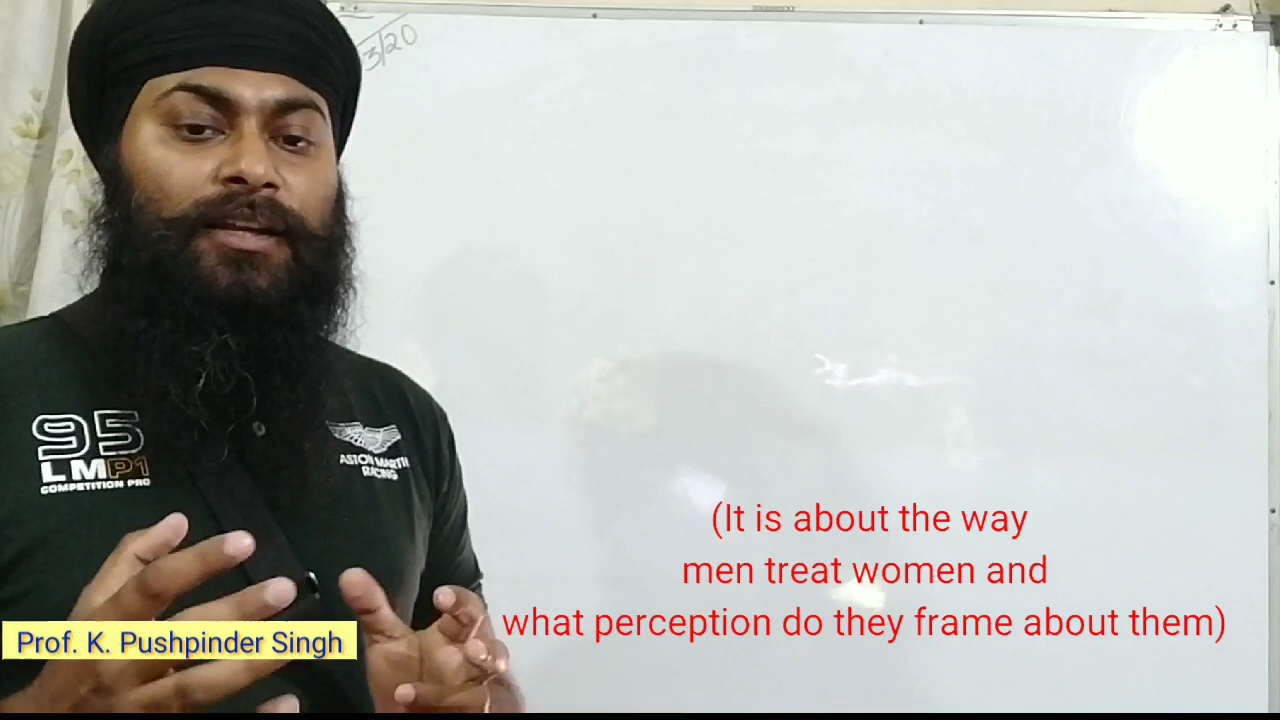 3/20
95
LMP1
COMPETITION PRO
ASTON MARTIN
RACING
(It is about the way
men treat women and
what perception do they frame about them)
Prof. K. Pushpinder Singh